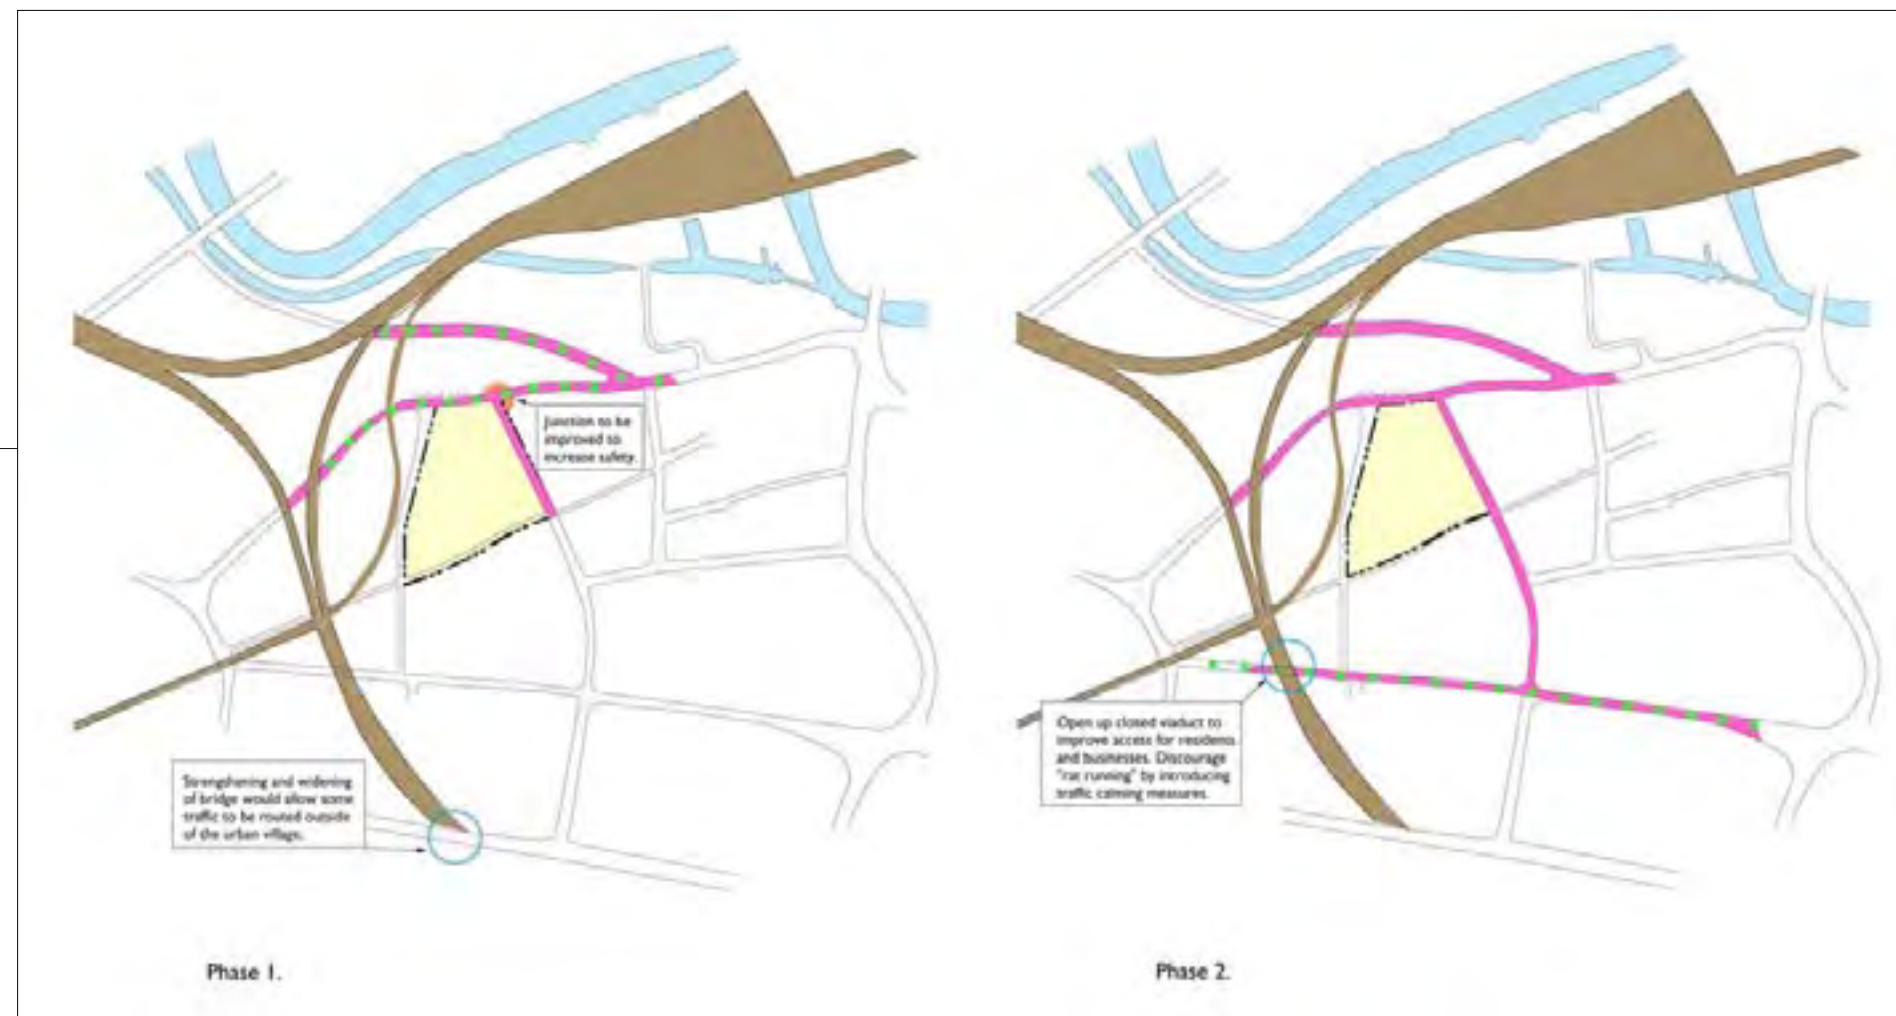 Junction to be
improved to
increase safety.
Strengthening and widening
of bridge would allow some
traffic to be routed outside
of the urban village.
Phase 1.
Open up closed viaduct to
improve access for residents
and businesses. Discourage
"rat running" by introducing
traffic calming measures.
Phase 2.